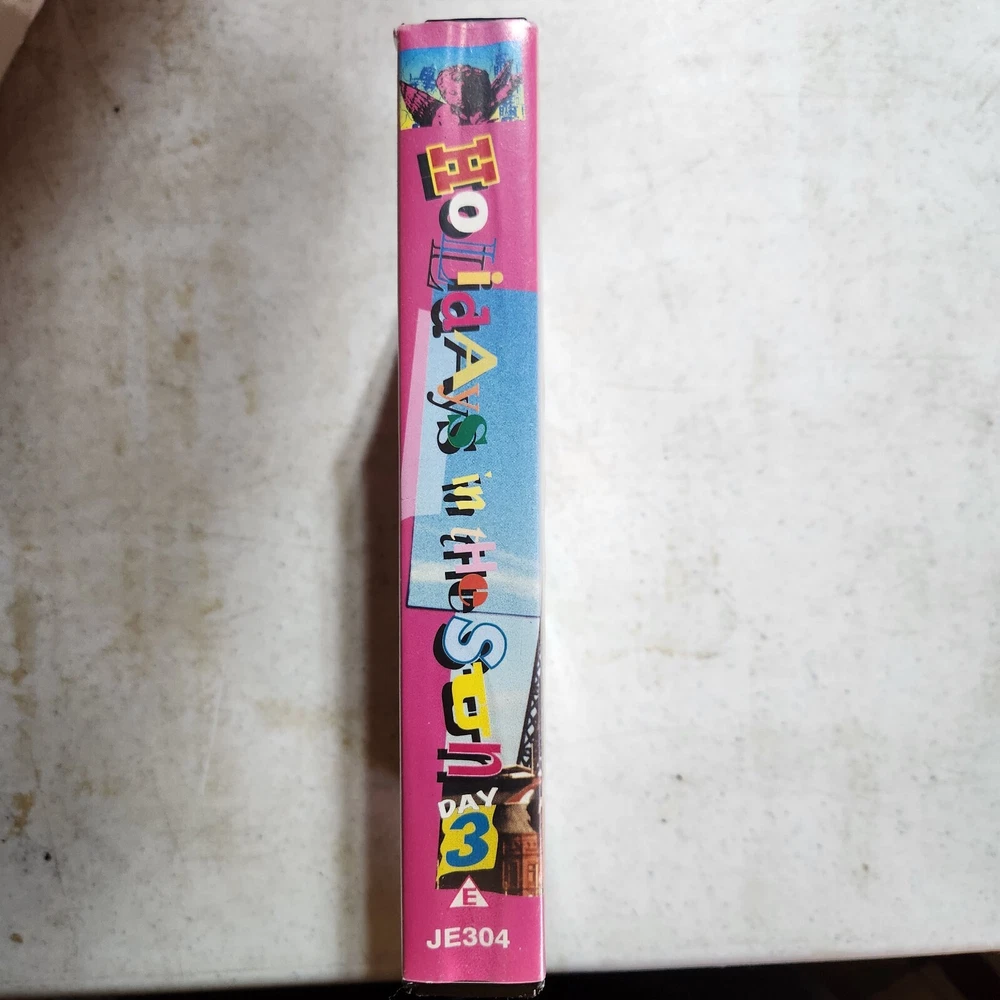 HoLidAys in tHe Sun
DAY
3
E
JE304